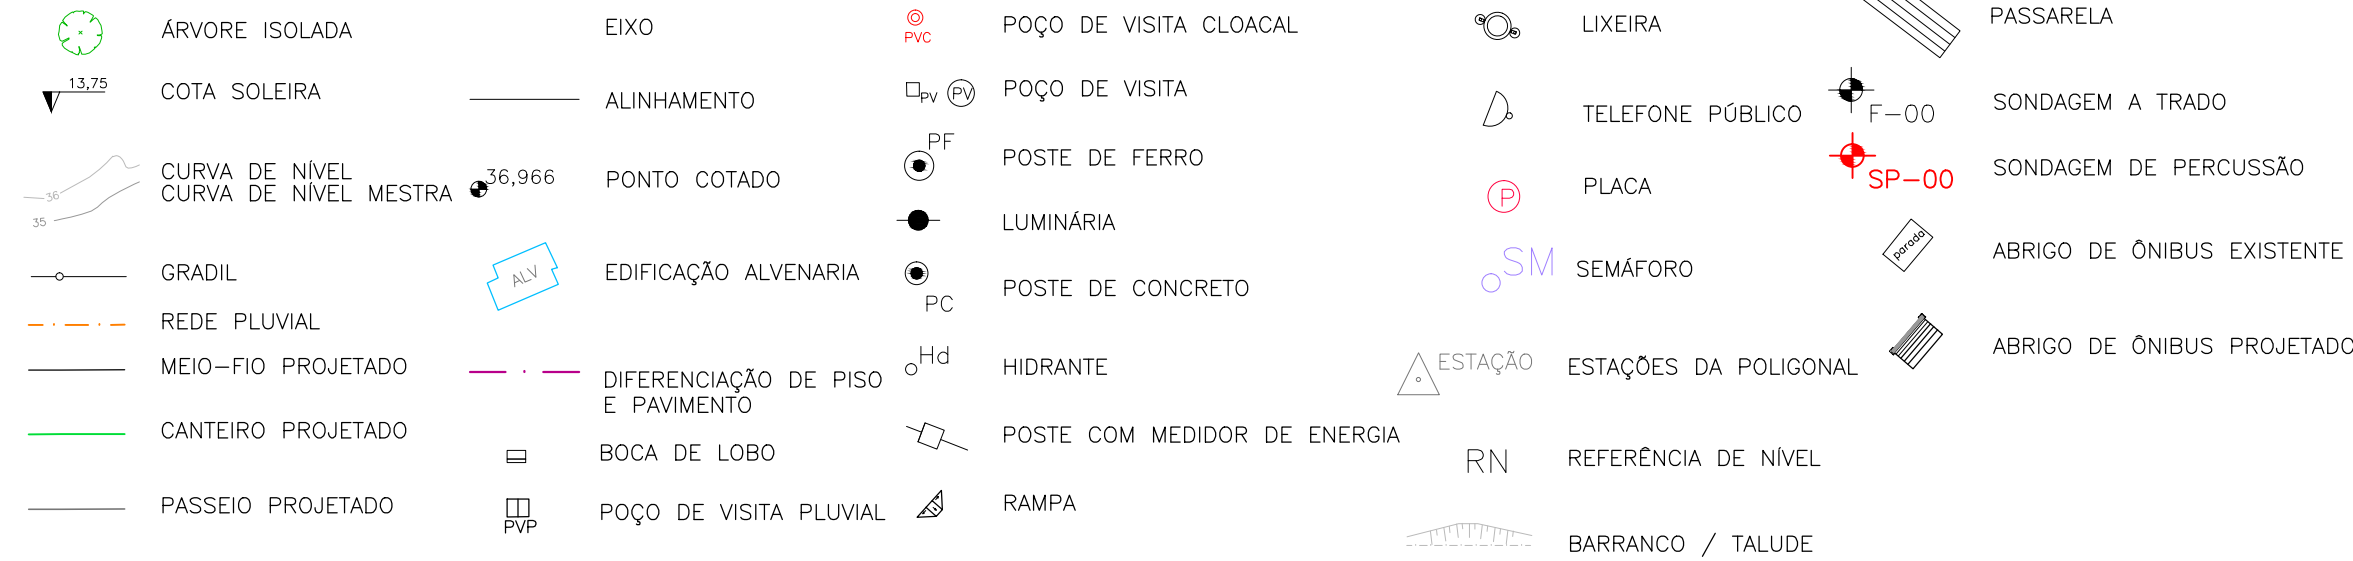 ÁRVORE ISOLADA
13,75
COTA SOLEIRA
CURVA DE NÍVEL
36
CURVA DE NÍVEL MESTRA
35
GRADIL
REDE PLUVIAL
MEIO-FIO PROJETADO
CANTEIRO PROJETADO
PASSEIO PROJETADO
EIXO
ALINHAMENTO
36,966
PONTO COTADO
ALV
EDIFICAÇÃO ALVENARIA
DIFERENCIAÇÃO DE PISO
E PAVIMENTO
BOCA DE LOBO
PVP
POÇO DE VISITA PLUVIAL
PVC
POÇO DE VISITA CLOACAL
PV
PV
POÇO DE VISITA
PF
POSTE DE FERRO
LUMINÁRIA
PC
POSTE DE CONCRETO
Hd
HIDRANTE
POSTE COM MEDIDOR DE ENERGIA
RAMPA
LIXEIRA
TELEFONE PÚBLICO
P
PLACA
SM
SEMÁFORO
ESTAÇÃO
ESTAÇÕES DA POLIGONAL
RN
REFERÊNCIA DE NÍVEL
BARRANCO / TALUDE
PASSARELA
F-00
SONDAGEM A TRADO
SP-00
SONDAGEM DE PERCUSSÃO
parada
ABRIGO DE ÔNIBUS EXISTENTE
ABRIGO DE ÔNIBUS PROJETADO